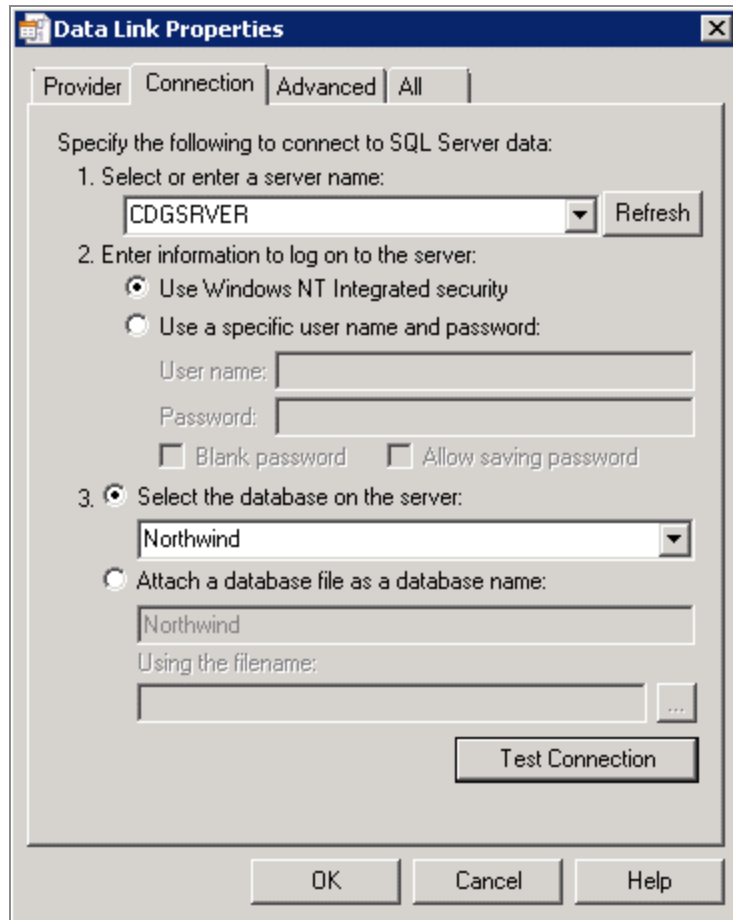 Data Link Properties
Provider Connection Advanced All
Specify the following to connect to SQL Server data:
1. Select or enter a server name:
CDGSRVER Refresh
2. Enter information to log on to the server:
Use Windows NT Integrated security
Use a specific user name and password:
User name:
Password:
Blank password Allow saving password
3. Select the database on the server:
Northwind
Attach a database file as a database name:
Northwind
Using the filename:
...
Test Connection
OK Cancel Help